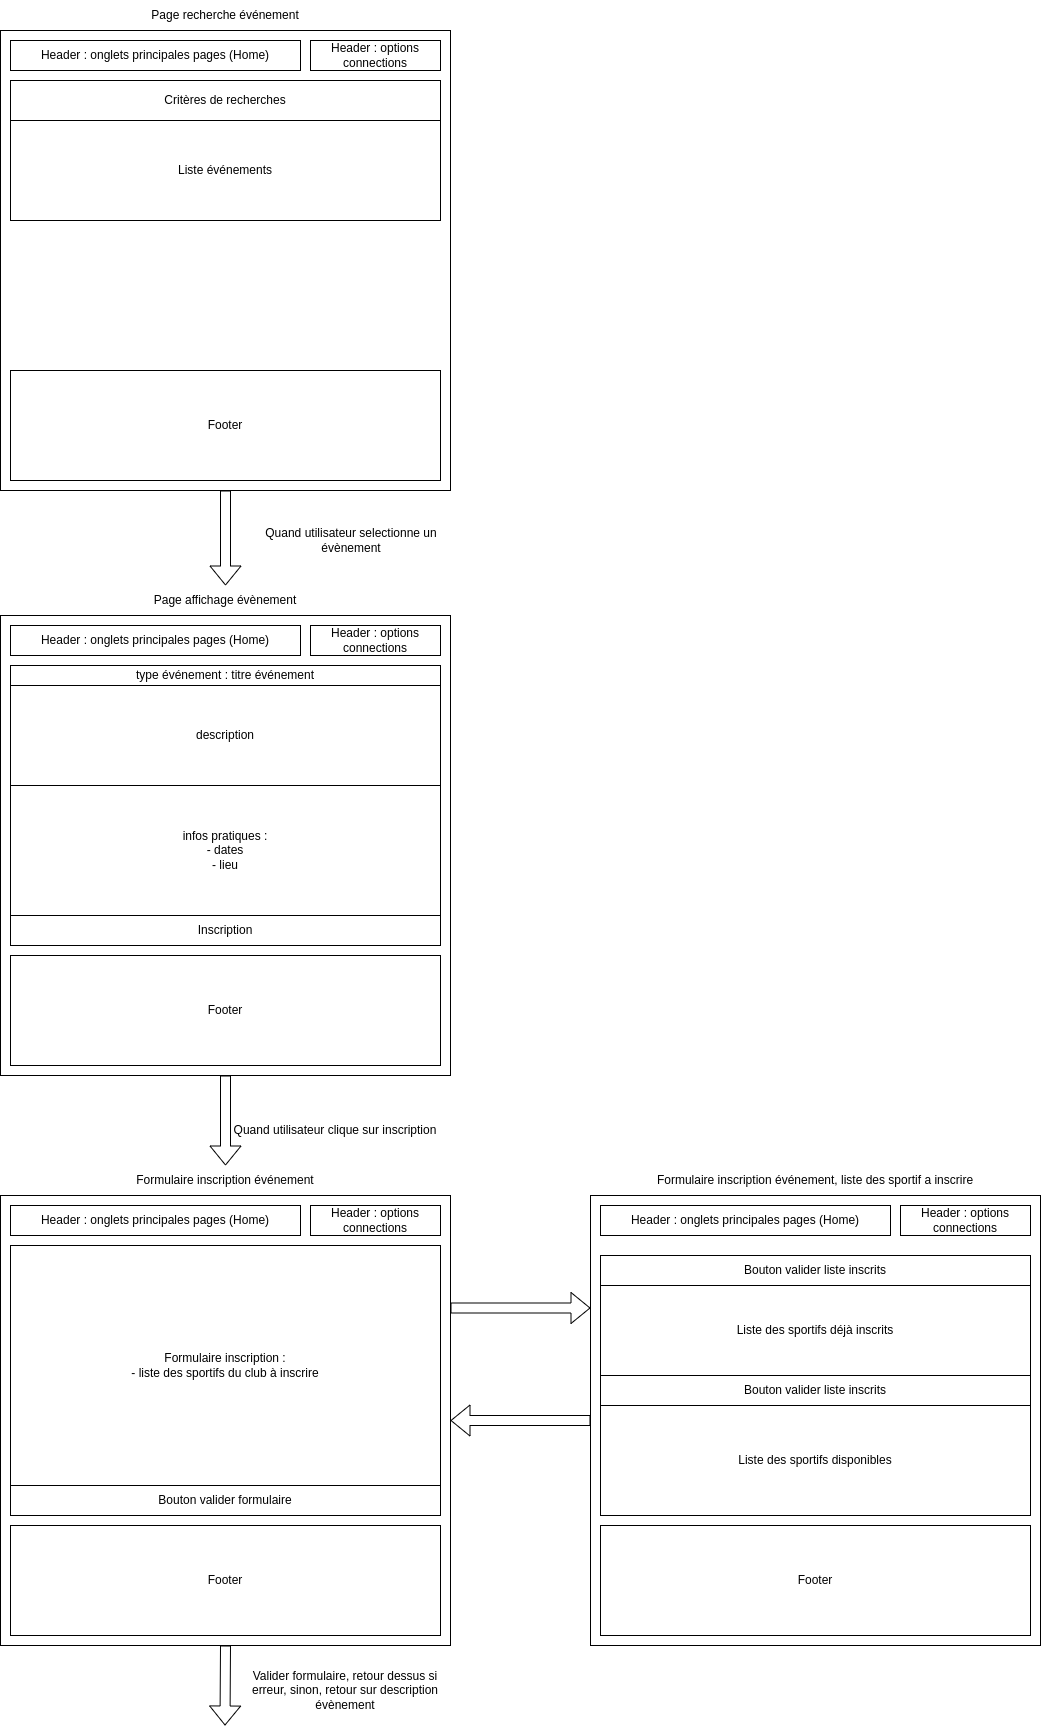 Page recherche événement
Header : onglets principales pages (Home)
Header : options
connections
Critères de recherches
Liste événements
Footer
Quand utilisateur selectionne un
évènement
Page affichage évènement
Header : onglets principales pages (Home)
Header : options
connections
type événement : titre événement
description
infos pratiques :
- dates
- lieu
Inscription
Footer
Quand utilisateur clique sur inscription
Formulaire inscription événement
Header : onglets principales pages (Home)
Header : options
connections
Formulaire inscription :
- liste des sportifs du club à inscrire
Bouton valider formulaire
Footer
Formulaire inscription événement, liste des sportif a inscrire
Header : onglets principales pages (Home)
Header : options
connections
Bouton valider liste inscrits
Liste des sportifs déjà inscrits
Bouton valider liste inscrits
Liste des sportifs disponibles
Footer
Valider formulaire, retour dessus si
erreur, sinon, retour sur description
évènement